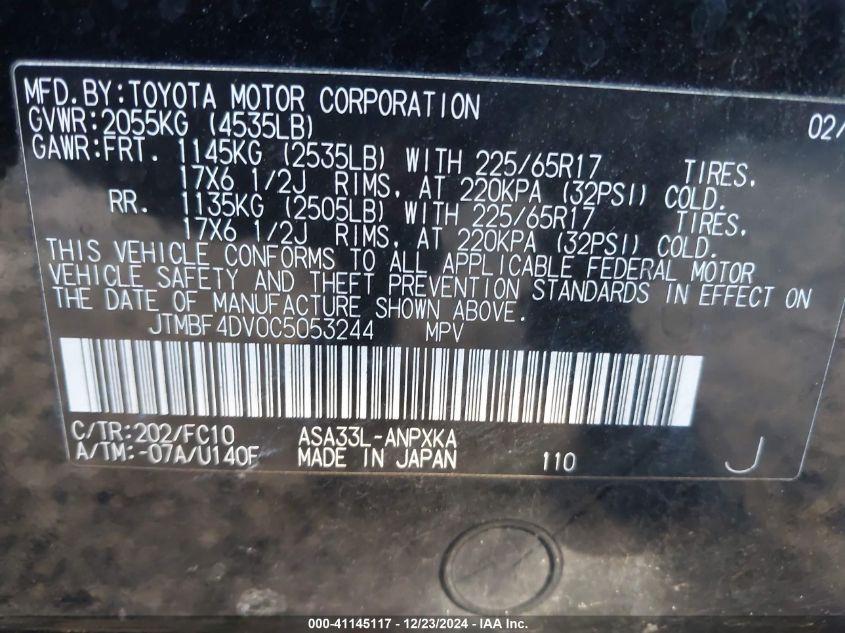 MFD.BY:TOYOTA MOTOR CORPORATION 02/
GVWR:2055KG (4535LB)
GAWR:FRT. 1145KG (2535LB) WITH 225/65R17 TIRES,
17X6 1/2J RIMS, AT 220KPA (32PSI) COLD.
RR. 1135KG (2505LB) WITH 225/65R17 TIRES,
17X6 1/2J RIMS, AT 220KPA (32PSI) COLD.
THIS VEHICLE CONFORMS TO ALL APPLICABLE FEDERAL MOTOR
VEHICLE SAFETY AND THEFT PREVENTION STANDARDS IN EFFECT ON
THE DATE OF MANUFACTURE SHOWN ABOVE.
JTMBF4DV0C5053244 MPV
C/TR:202/FC10 ASA33L-ANPXKA
A/TM:-07A/U140F MADE IN JAPAN 110 J
000-41145117 - 12/23/2024 - IAA Inc.